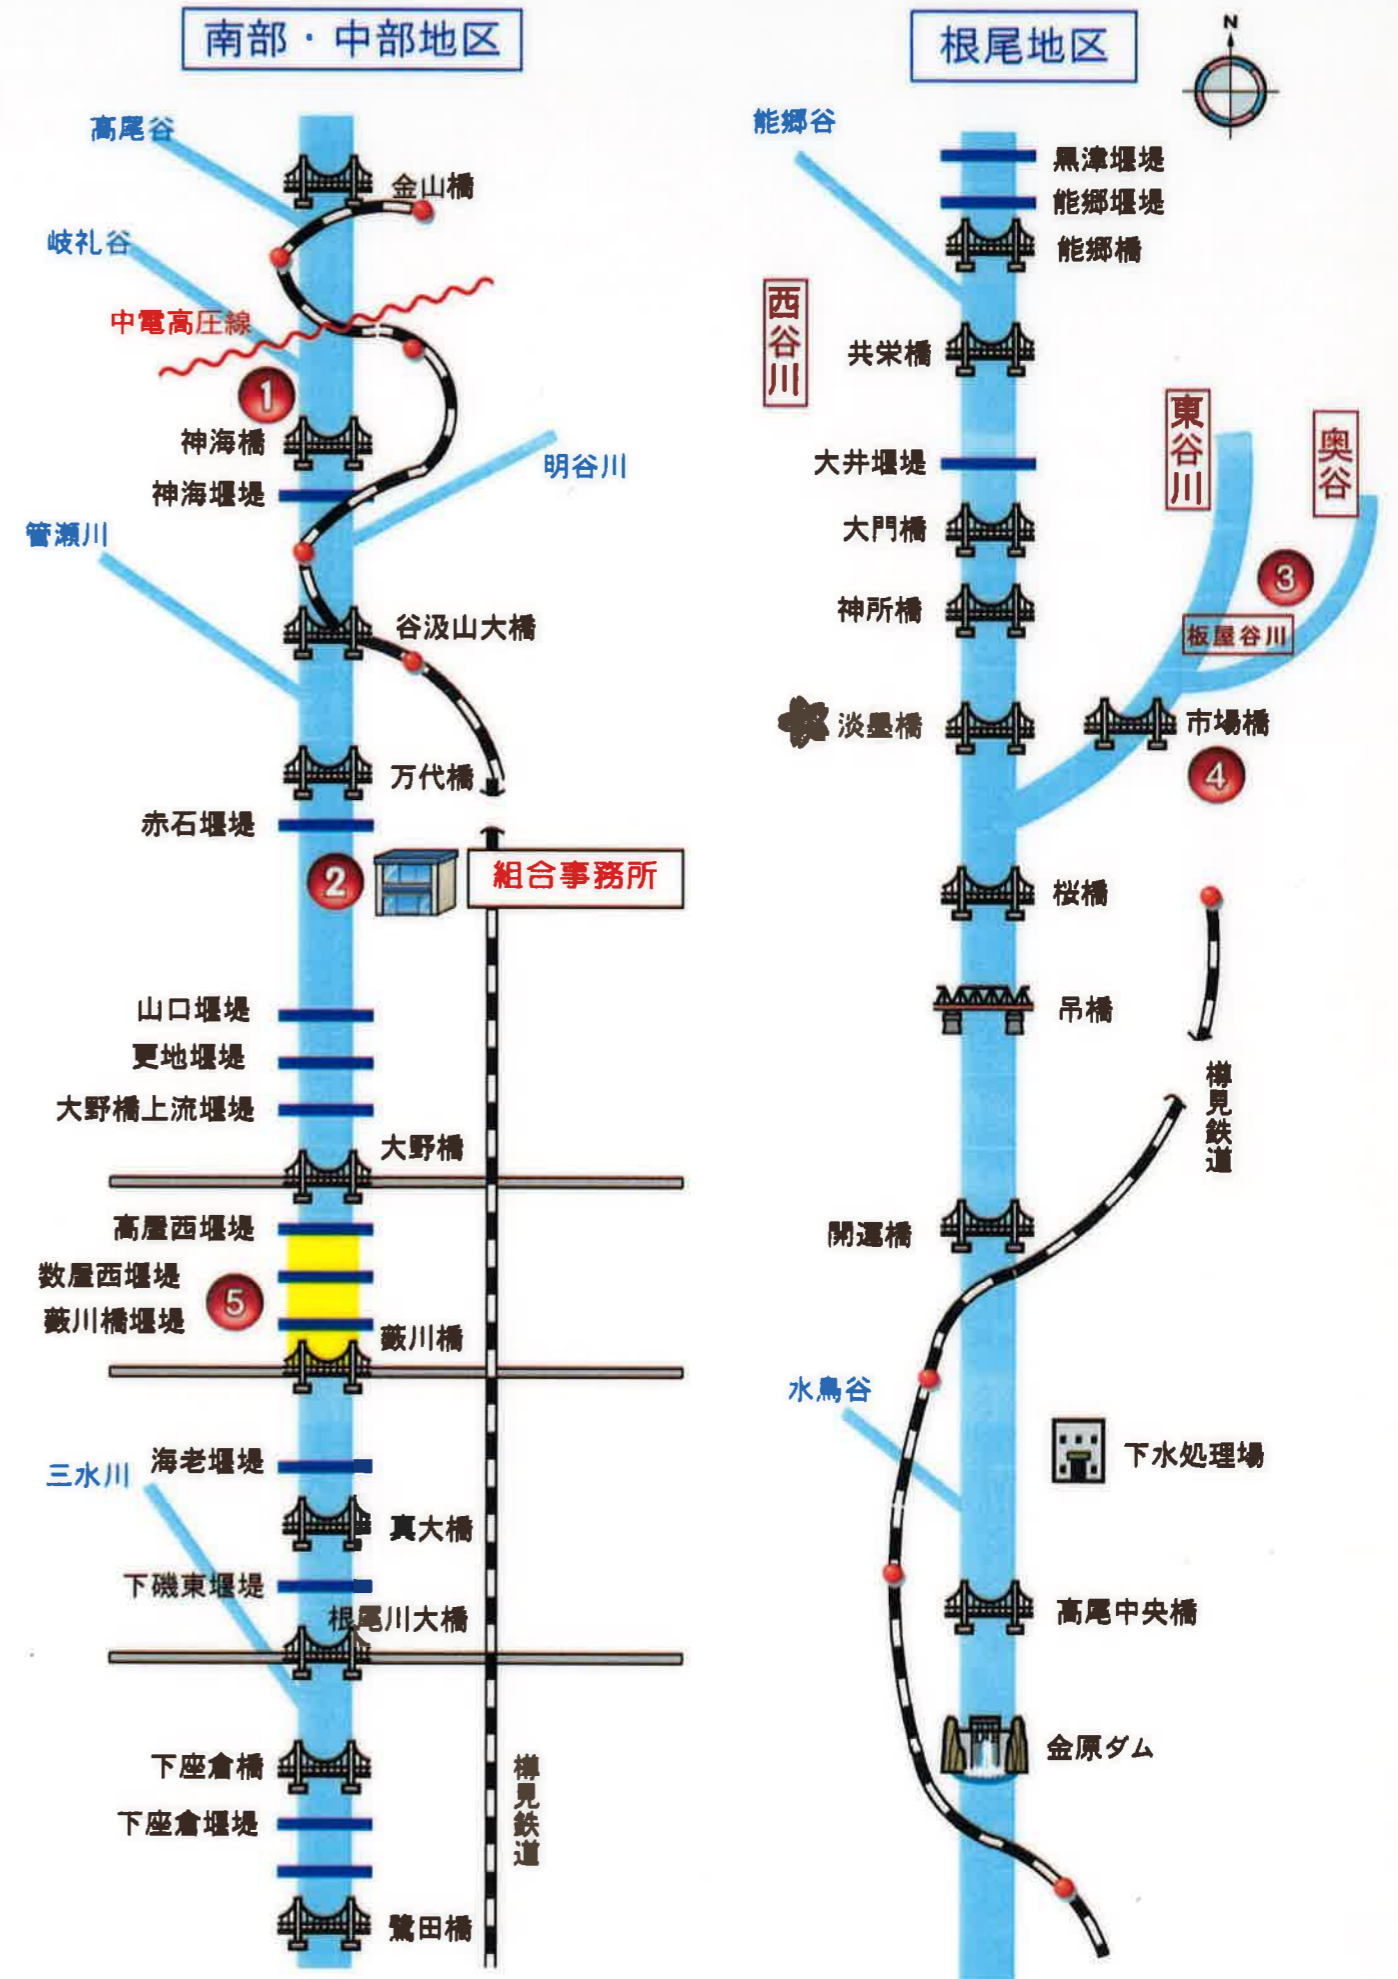 南部・中部地区
高尾谷
金山橋
岐礼谷
中電高圧線
1
神海橋
神海堰堤
明谷川
管瀬川
谷汲山大橋
万代橋
赤石堰堤
2
組合事務所
山口堰堤
更地堰堤
大野橋上流堰堤
大野橋
高屋西堰堤
数屋西堰堤
5
藪川橋堰堤
藪川橋
三水川
海老堰堤
真大橋
下磯東堰堤
根尾川大橋
下座倉橋
下座倉堰堤
樽見鉄道
鷺田橋
根尾地区
N
能郷谷
黒津堰堤
能郷堰堤
能郷橋
西谷川
共栄橋
東谷川
奥谷
大井堰堤
大門橋
3
神所橋
板屋谷川
淡墨橋
市場橋
4
桜橋
吊橋
樽見鉄道
開運橋
水鳥谷
下水処理場
高尾中央橋
金原ダム